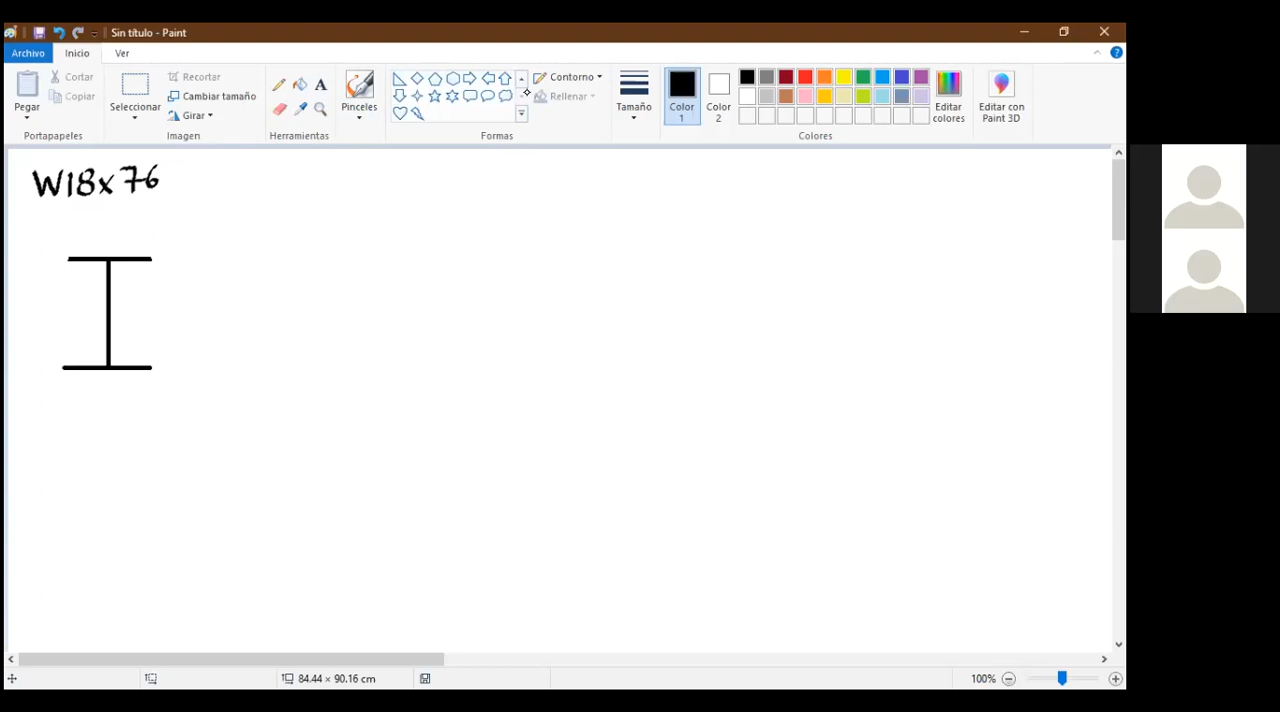 Sin título - Paint
Archivo Inicio Ver
Pegar
Cortar
Copiar
Portapapeles
Seleccionar
Recortar
Cambiar tamaño
Girar
Imagen
A
Herramientas
Pinceles
Contorno
Rellenar
Formas
Tamaño
Color 1
Color 2
Editar colores
Editar con Paint 3D
Colores
W18x76
84.44 × 90.16 cm
100%